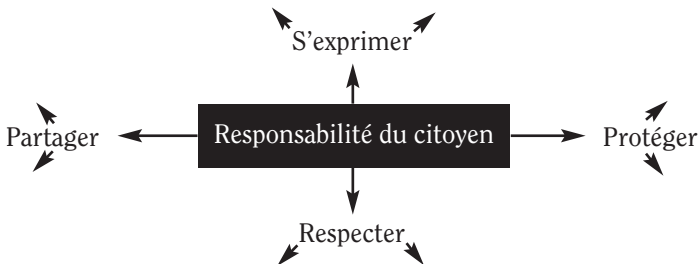 S'exprimer
Partager
Responsabilité du citoyen
Protéger
Respecter